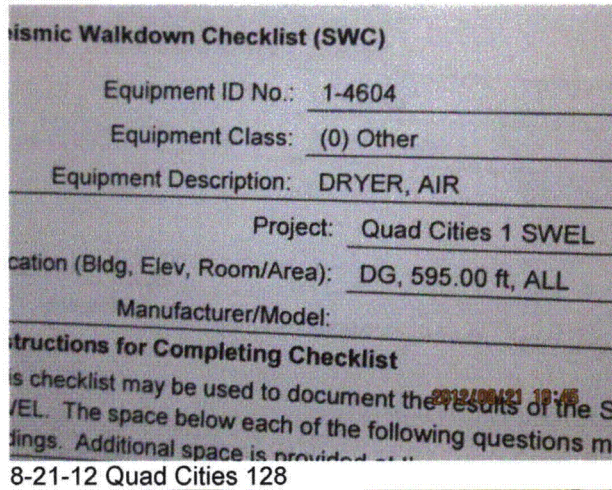 eismic Walkdown Checklist (SWC)
Equipment ID No.: 1-4604
Equipment Class: (0) Other
Equipment Description: DRYER, AIR
Project: Quad Cities 1 SWEL
cation (Bldg, Elev, Room/Area): DG, 595.00 ft, ALL
Manufacturer/Model:
structions for Completing Checklist
is checklist may be used to document the results of the S
VEL. The space below each of the following questions m
dings. Additional space is provided
8-21-12 Quad Cities 128